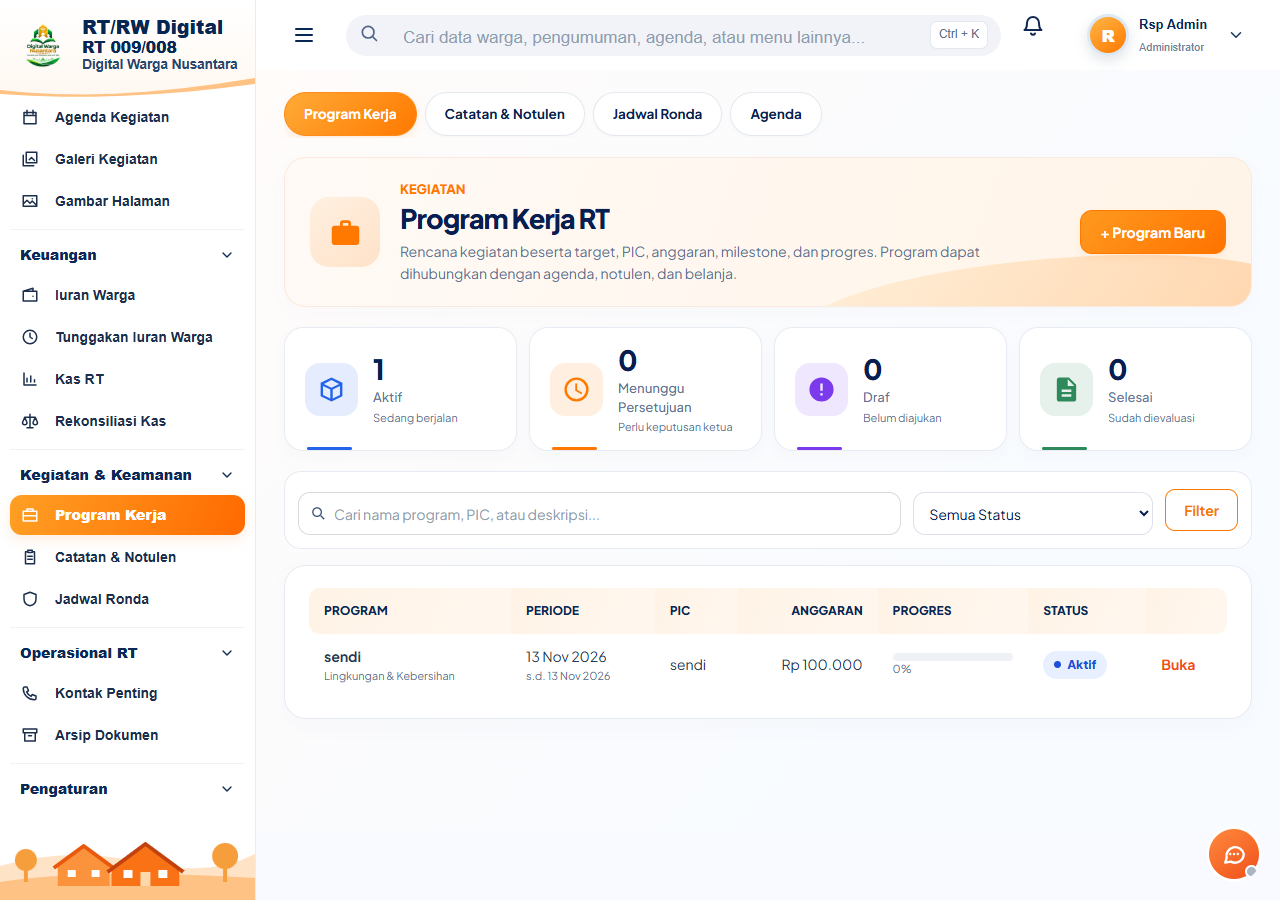 RT/RW Digital
RT 009/008
Digital Warga Nusantara
Cari data warga, pengumuman, agenda, atau menu lainnya...
Ctrl + K
R
Rsp Admin
Administrator
Agenda Kegiatan
Galeri Kegiatan
Gambar Halaman
Keuangan
Iuran Warga
Tunggakan Iuran Warga
Kas RT
Rekonsiliasi Kas
Kegiatan & Keamanan
Program Kerja
Catatan & Notulen
Jadwal Ronda
Operasional RT
Kontak Penting
Arsip Dokumen
Pengaturan
Program Kerja
Catatan & Notulen
Jadwal Ronda
Agenda
KEGIATAN
Program Kerja RT
Rencana kegiatan beserta target, PIC, anggaran, milestone, dan progres. Program dapat
dihubungkan dengan agenda, notulen, dan belanja.
+ Program Baru
1
Aktif
Sedang berjalan
0
Menunggu
Persetujuan
Perlu keputusan ketua
0
Draf
Belum diajukan
0
Selesai
Sudah dievaluasi
Cari nama program, PIC, atau deskripsi...
Semua Status
Filter
PROGRAM PERIODE PIC ANGGARAN PROGRES STATUS
sendi 13 Nov 2026 sendi Rp 100.000 0% Aktif Buka
Lingkungan & Kebersihan s.d. 13 Nov 2026